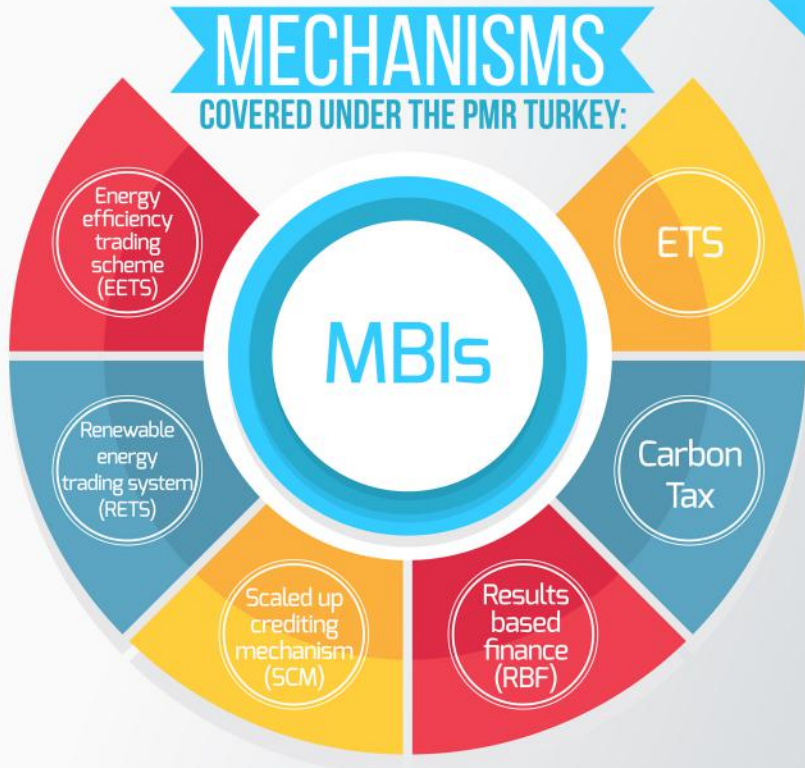 MECHANISMS
COVERED UNDER THE PMR TURKEY:
Energy
efficiency
trading
scheme
(EETS)
ETS
MBIs
Renewable
energy
trading system
(RETS)
Carbon
Tax
Scaled up
crediting
mechanism
(SCM)
Results
based
finance
(RBF)